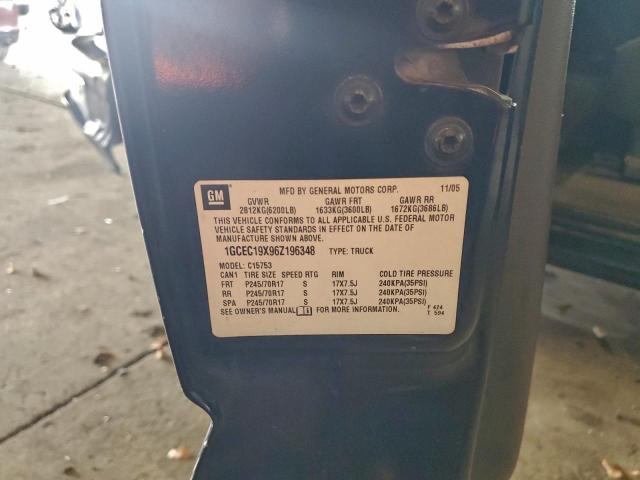 GM
MFD BY GENERAL MOTORS CORP. 11/05
GVWR GAWR FRT GAWR RR
2812KG(6200LB) 1633KG(3600LB) 1672KG(3686LB)
THIS VEHICLE CONFORMS TO ALL APPLICABLE U.S. FEDERAL MOTOR
VEHICLE SAFETY STANDARDS IN EFFECT ON THE DATE OF
MANUFACTURE SHOWN ABOVE.
1GCEC19X96Z196348 TYPE: TRUCK
MODEL: C15753
CAN1 TIRE SIZE SPEED RTG RIM COLD TIRE PRESSURE
FRT P245/70R17 S 17X7.5J 240KPA(35PSI)
RR P245/70R17 S 17X7.5J 240KPA(35PSI)
SPA P245/70R17 S 17X7.5J 240KPA(35PSI)
SEE OWNER'S MANUAL FOR MORE INFORMATION.
F 424
T 594